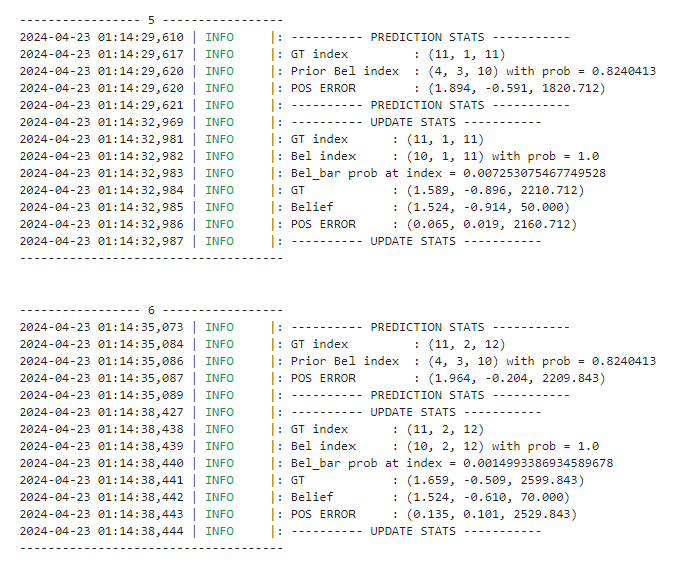 ----------------- 5 -----------------
2024-04-23 01:14:29,610 | INFO     |: ---------- PREDICTION STATS -----------
2024-04-23 01:14:29,617 | INFO     |: GT index         : (11, 1, 11)
2024-04-23 01:14:29,620 | INFO     |: Prior Bel index  : (4, 3, 10) with prob = 0.8240413
2024-04-23 01:14:29,620 | INFO     |: POS ERROR        : (1.894, -0.591, 1820.712)
2024-04-23 01:14:29,621 | INFO     |: ---------- PREDICTION STATS -----------
2024-04-23 01:14:32,969 | INFO     |: ---------- UPDATE STATS -----------
2024-04-23 01:14:32,981 | INFO     |: GT index      : (11, 1, 11)
2024-04-23 01:14:32,982 | INFO     |: Bel index     : (10, 1, 11) with prob = 1.0
2024-04-23 01:14:32,983 | INFO     |: Bel_bar prob at index = 0.007253075467749528
2024-04-23 01:14:32,984 | INFO     |: GT            : (1.589, -0.896, 2210.712)
2024-04-23 01:14:32,985 | INFO     |: Belief        : (1.524, -0.914, 50.000)
2024-04-23 01:14:32,986 | INFO     |: POS ERROR     : (0.065, 0.019, 2160.712)
2024-04-23 01:14:32,987 | INFO     |: ---------- UPDATE STATS -----------
-------------------------------------
----------------- 6 -----------------
2024-04-23 01:14:35,073 | INFO     |: ---------- PREDICTION STATS -----------
2024-04-23 01:14:35,084 | INFO     |: GT index         : (11, 2, 12)
2024-04-23 01:14:35,086 | INFO     |: Prior Bel index  : (4, 3, 10) with prob = 0.8240413
2024-04-23 01:14:35,087 | INFO     |: POS ERROR        : (1.964, -0.204, 2209.843)
2024-04-23 01:14:35,089 | INFO     |: ---------- PREDICTION STATS -----------
2024-04-23 01:14:38,427 | INFO     |: ---------- UPDATE STATS -----------
2024-04-23 01:14:38,438 | INFO     |: GT index      : (11, 2, 12)
2024-04-23 01:14:38,439 | INFO     |: Bel index     : (10, 2, 12) with prob = 1.0
2024-04-23 01:14:38,440 | INFO     |: Bel_bar prob at index = 0.0014993386934589678
2024-04-23 01:14:38,441 | INFO     |: GT            : (1.659, -0.509, 2599.843)
2024-04-23 01:14:38,442 | INFO     |: Belief        : (1.524, -0.610, 70.000)
2024-04-23 01:14:38,443 | INFO     |: POS ERROR     : (0.135, 0.101, 2529.843)
2024-04-23 01:14:38,444 | INFO     |: ---------- UPDATE STATS -----------
-------------------------------------